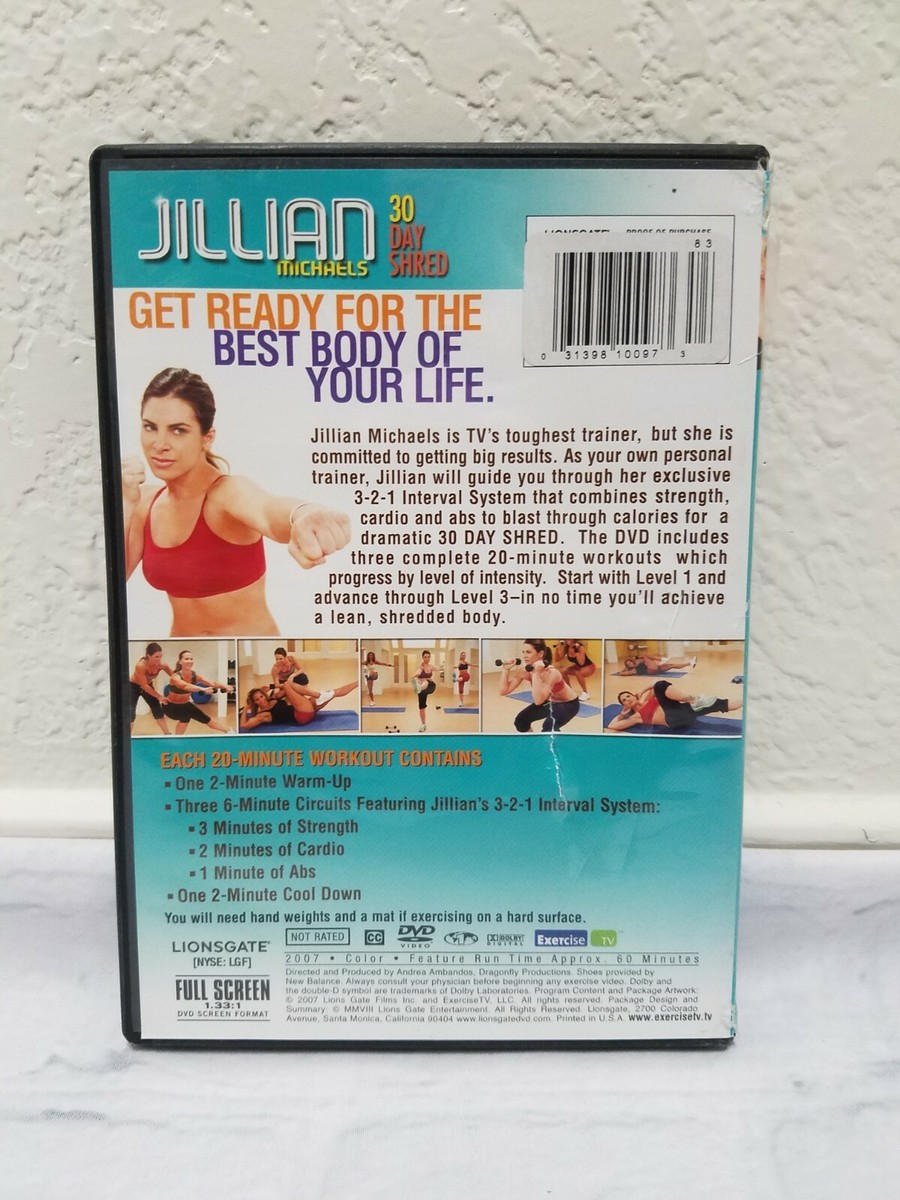 JILLIAN
MICHAELS
30
DAY
SHRED
LIONSGATE® PROOF OF PURCHASE
8 3
0 31398 10097 3
GET READY FOR THE
BEST BODY OF
YOUR LIFE.
Jillian Michaels is TV's toughest trainer, but she is
committed to getting big results. As your own personal
trainer, Jillian will guide you through her exclusive
3-2-1 Interval System that combines strength,
cardio and abs to blast through calories for a
dramatic 30 DAY SHRED. The DVD includes
three complete 20-minute workouts which
progress by level of intensity. Start with Level 1 and
advance through Level 3–in no time you'll achieve
a lean, shredded body.
EACH 20-MINUTE WORKOUT CONTAINS
▪ One 2-Minute Warm-Up
▪ Three 6-Minute Circuits Featuring Jillian's 3-2-1 Interval System:
▪ 3 Minutes of Strength
▪ 2 Minutes of Cardio
▪ 1 Minute of Abs
▪ One 2-Minute Cool Down
You will need hand weights and a mat if exercising on a hard surface.
LIONSGATE®
[NYSE: LGF]
FULL SCREEN
1.33:1
DVD SCREEN FORMAT
NOT RATED CC DVD VIDEO DOLBY DIGITAL Exercise TV
2007 • Color • Feature Run Time Approx. 60 Minutes
Directed and Produced by Andrea Ambandos, Dragonfly Productions. Shoes provided by
New Balance. Always consult your physician before beginning any exercise video. Dolby and
the double-D symbol are trademarks of Dolby Laboratories. Program Content and Package Artwork:
© 2007 Lions Gate Films Inc. and ExerciseTV, LLC. All rights reserved. Package Design and
Summary: © MMVIII Lions Gate Entertainment. All Rights Reserved. Lionsgate, 2700 Colorado
Avenue, Santa Monica, California 90404 www.lionsgatedvd.com. Printed in U.S.A. www.exercisetv.tv